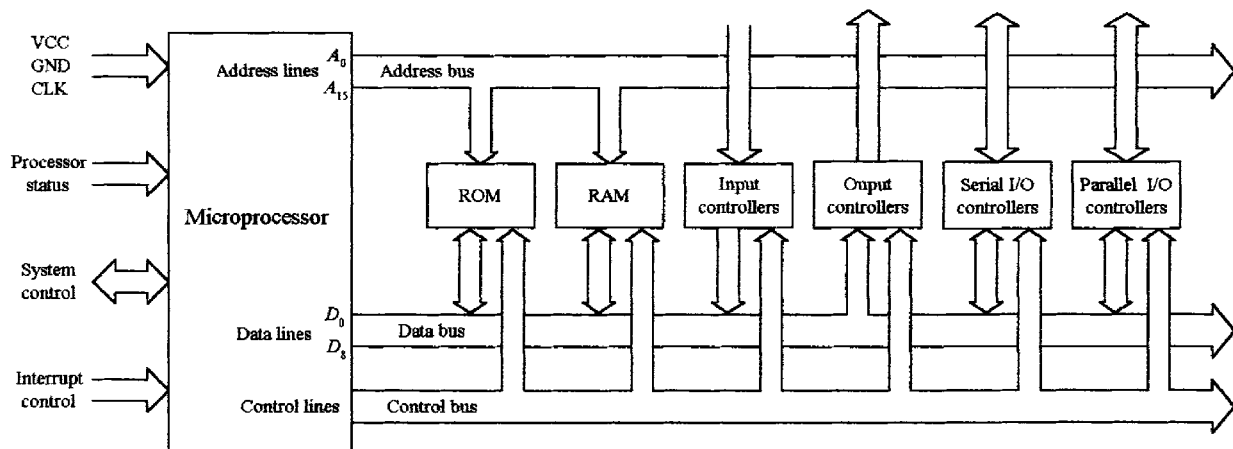 VCC
GND
CLK
Processor
status
System
control
Interrupt
control
Microprocessor
Address lines
A0
A15
Address bus
ROM
RAM
Input
controllers
Ouput
controllers
Serial I/O
controllers
Parallel I/O
controllers
Data lines
D0
D8
Data bus
Control lines
Control bus